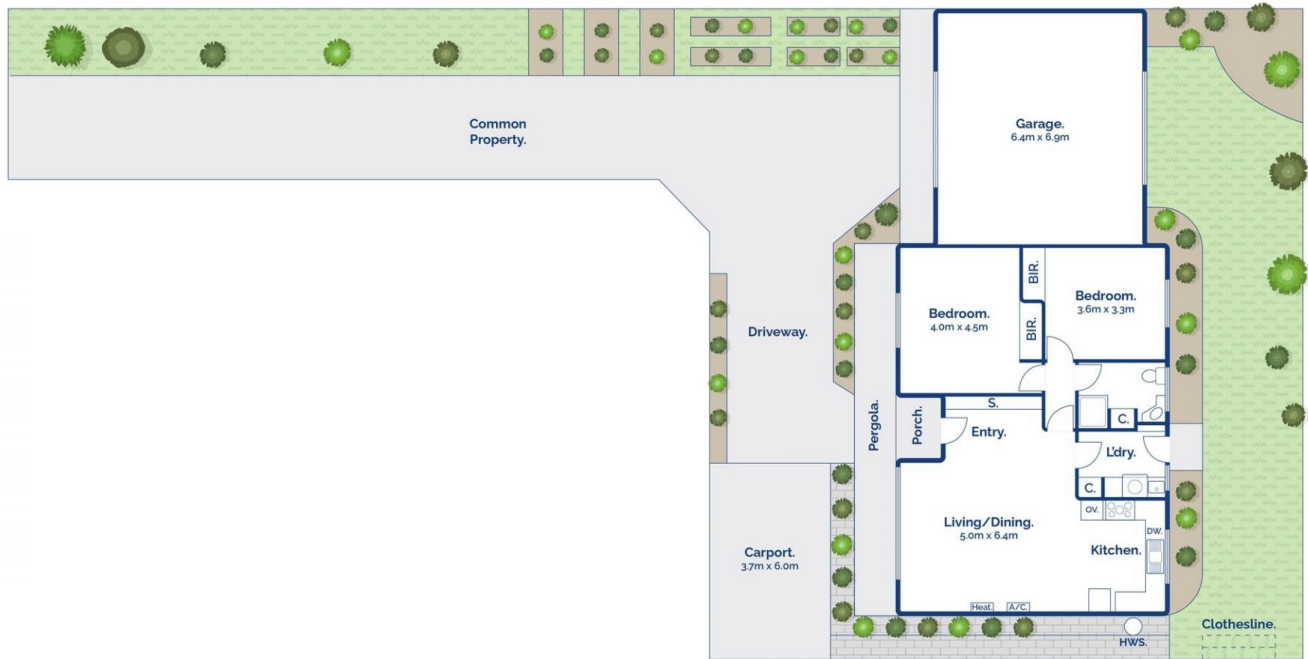 Common
Property.
Garage.
6.4m x 6.9m
BIR.
Bedroom.
3.6m x 3.3m
Bedroom.
4.0m x 4.5m
BIR.
Driveway.
Pergola.
Porch.
S.
Entry.
C.
L'dry.
C.
OV.
Living/Dining.
5.0m x 6.4m
DW.
Kitchen.
Carport.
3.7m x 6.0m
Heat.
A/C.
HWS.
Clothesline.